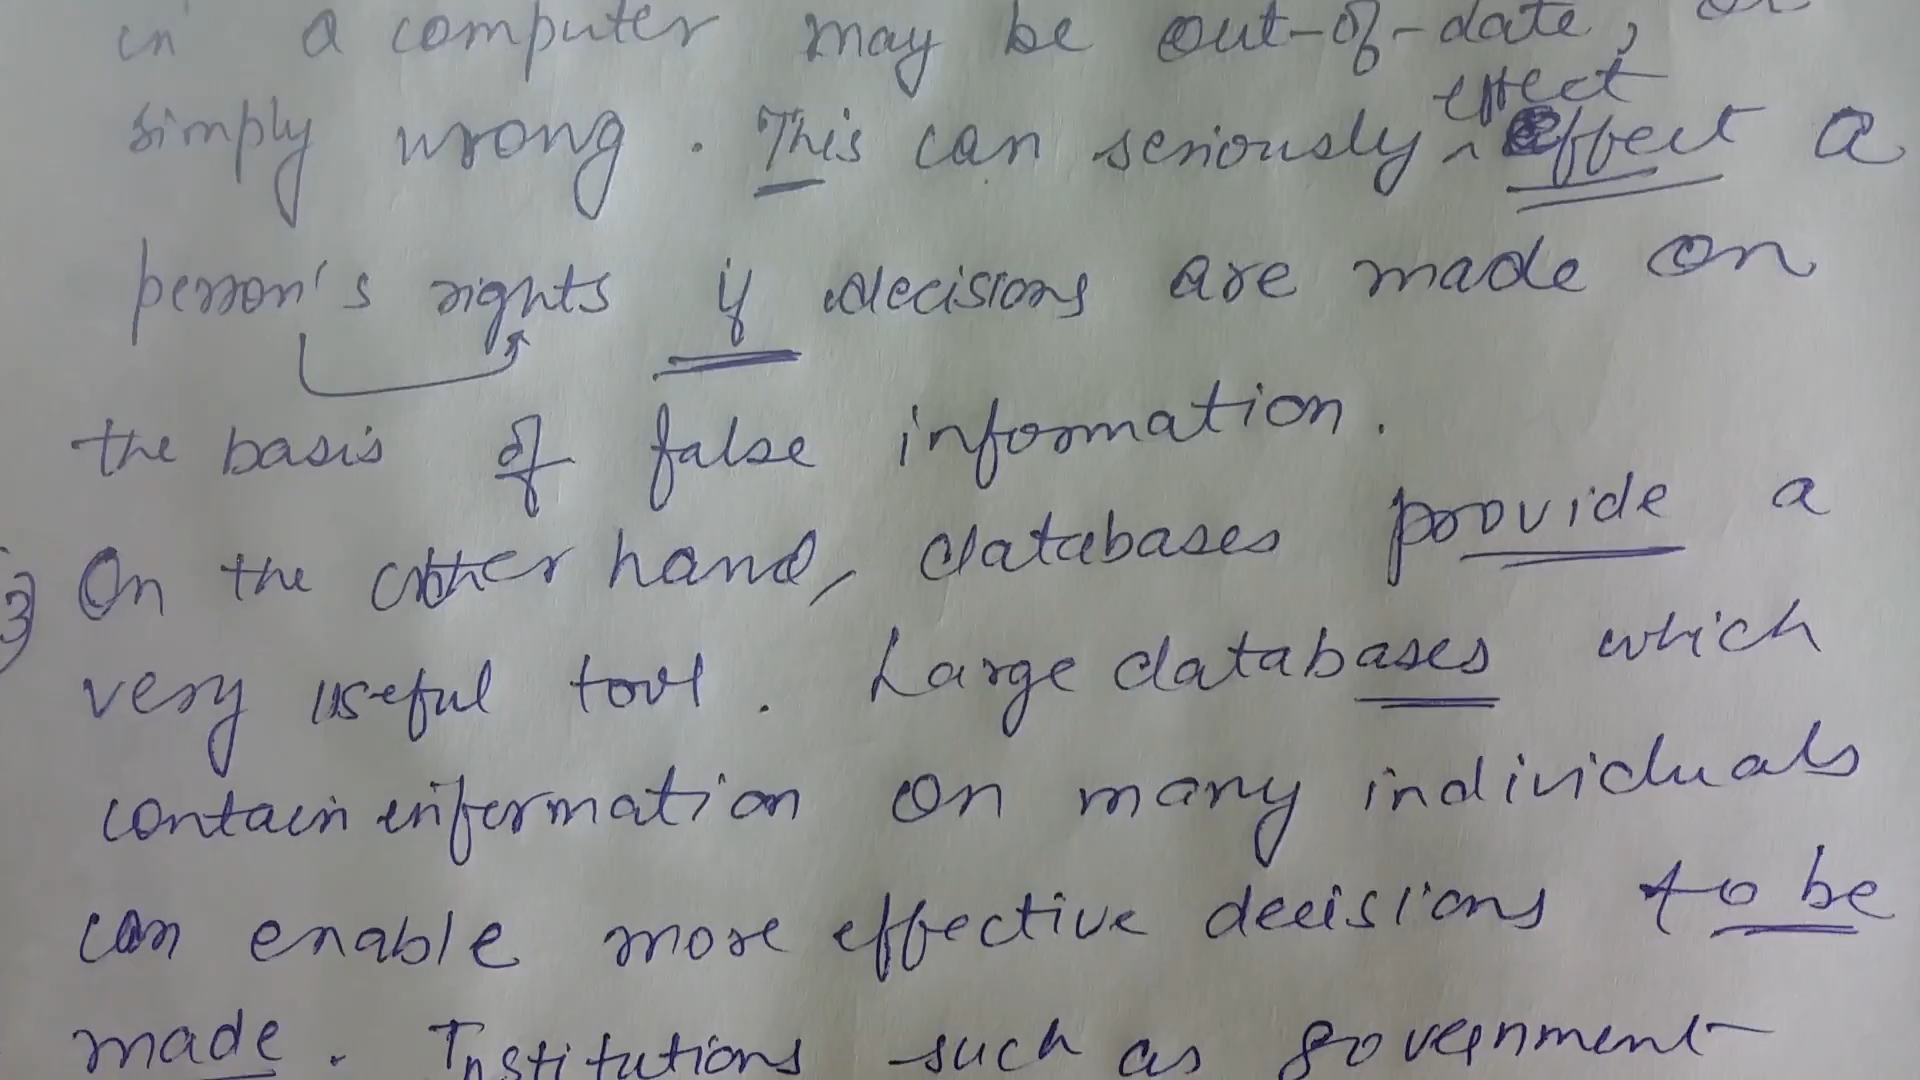 in a computer may be out-of-date, or
simply wrong. This can seriously ^ effect effect a
person's rights if decisions are made on
the basis of false information.
3) On the other hand, databases provide a
very useful tool. Large databases which
contain information on many individuals
can enable more effective decisions to be
made. Institutions such as government